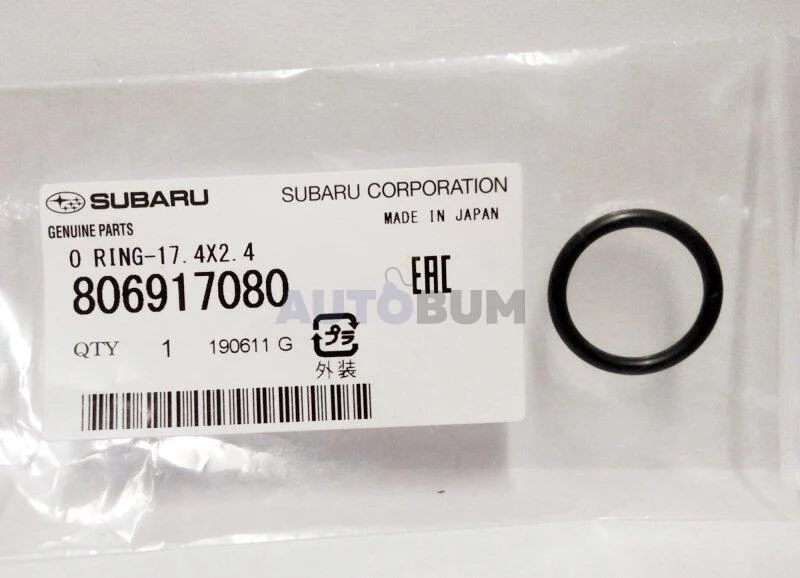 SUBARU SUBARU CORPORATION
GENUINE PARTS MADE IN JAPAN
O RING-17.4X2.4
806917080 EAC
AUTOBUM
QTY 1 190611 G プラ
外装